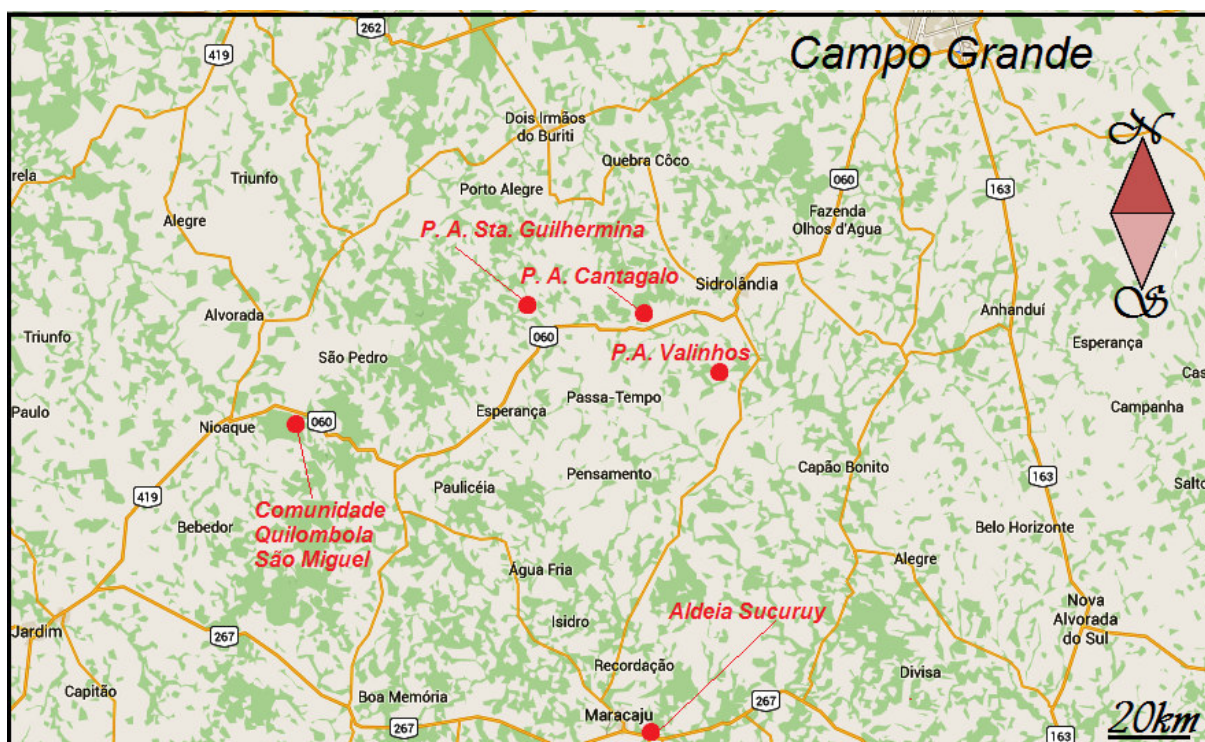 262
419
Campo Grande
N
Dois Irmãos
do Buriti
Quebra Côco
rela
Triunfo
Porto Alegre
060
163
Alegre
Fazenda
Olhos d'Agua
P. A. Sta. Guilhermina
P. A. Cantagalo
Sidrolândia
S
Alvorada
Anhanduí
Triunfo
060
Esperança
São Pedro
P.A. Valinhos
Cas
Paulo
Esperança
Passa-Tempo
Campanha
Nioaque
060
Pensamento
Capão Bonito
163
Salto
419
Paulicéia
Comunidade
Quilombola
São Miguel
Bebedor
Belo Horizonte
Água Fria
Alegre
Nova
Alvorada
do Sul
Aldeia Sucuruy
Isidro
Jardim
267
Recordação
Divisa
Capitão
Boa Memória
267
Maracaju
267
163
20km